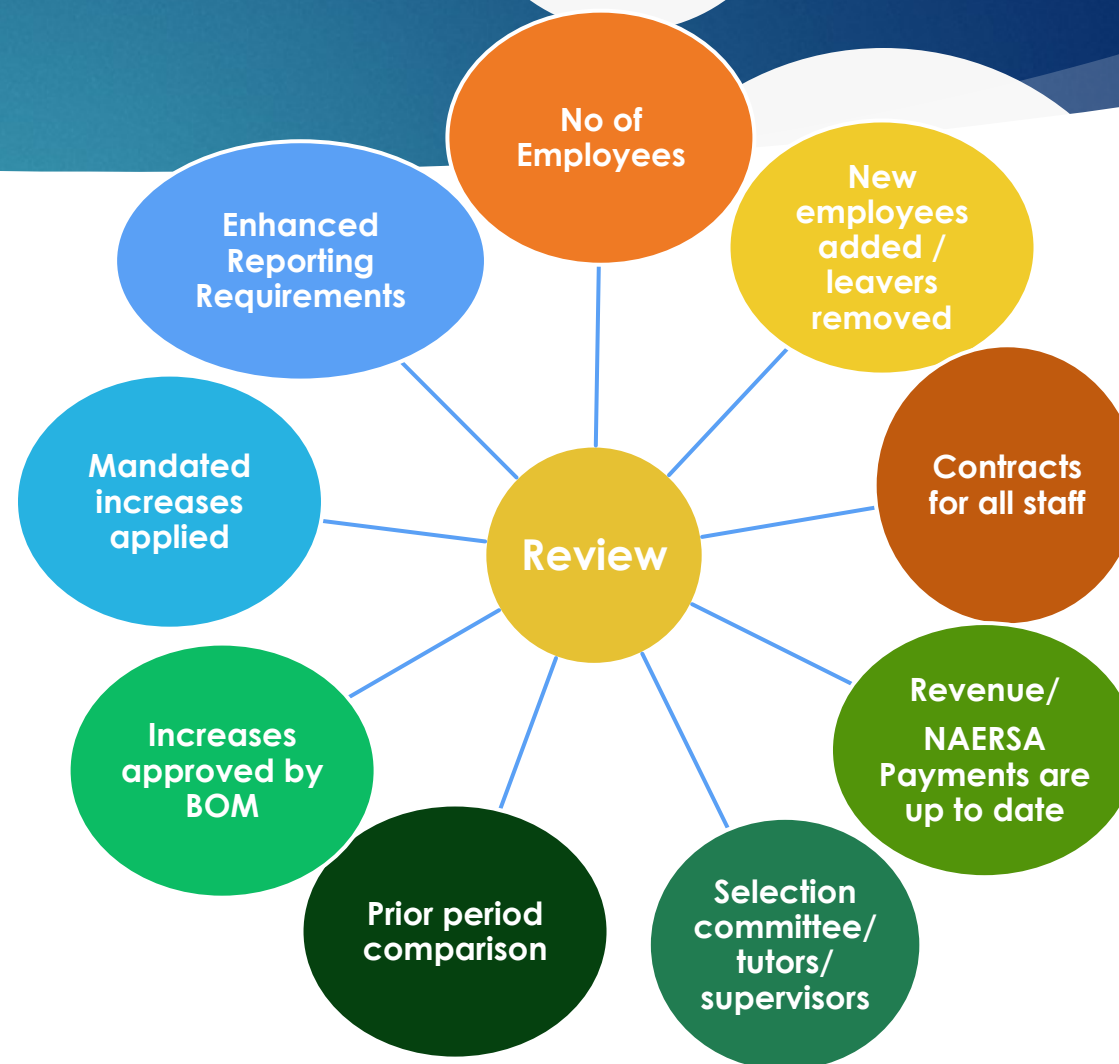 No of
Employees
New
employees
added /
leavers
removed
Contracts
for all staff
Revenue/
NAERSA
Payments are
up to date
Selection
committee/
tutors/
supervisors
Prior period
comparison
Increases
approved by
BOM
Mandated
increases
applied
Enhanced
Reporting
Requirements
Review